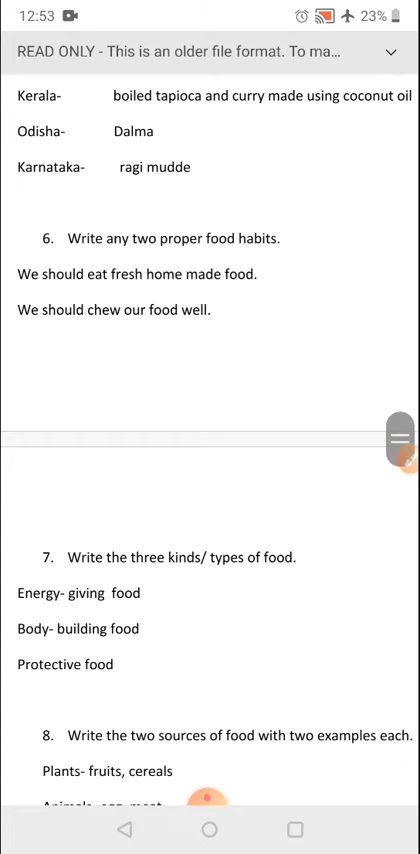 12:53 23%
READ ONLY - This is an older file format. To ma...
Kerala- boiled tapioca and curry made using coconut oil
Odisha- Dalma
Karnataka- ragi mudde
6. Write any two proper food habits.
We should eat fresh home made food.
We should chew our food well.
7. Write the three kinds/ types of food.
Energy- giving food
Body- building food
Protective food
8. Write the two sources of food with two examples each.
Plants- fruits, cereals